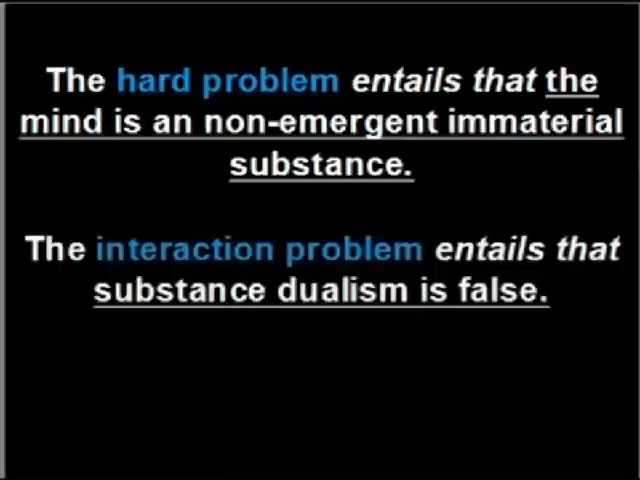 The hard problem entails that the
mind is an non-emergent immaterial
substance.
The interaction problem entails that
substance dualism is false.